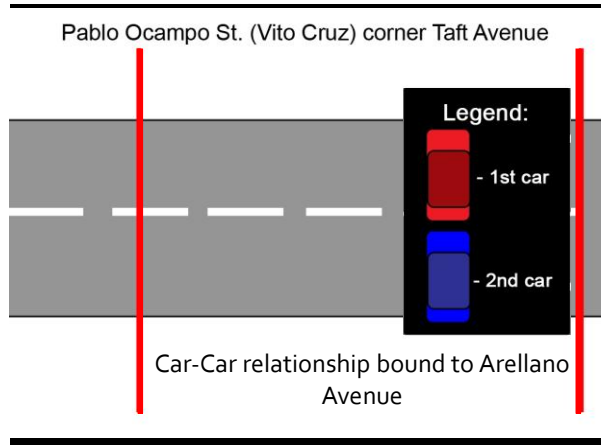 Pablo Ocampo St. (Vito Cruz) corner Taft Avenue
Legend:
- 1st car
- 2nd car
Car-Car relationship bound to Arellano
Avenue